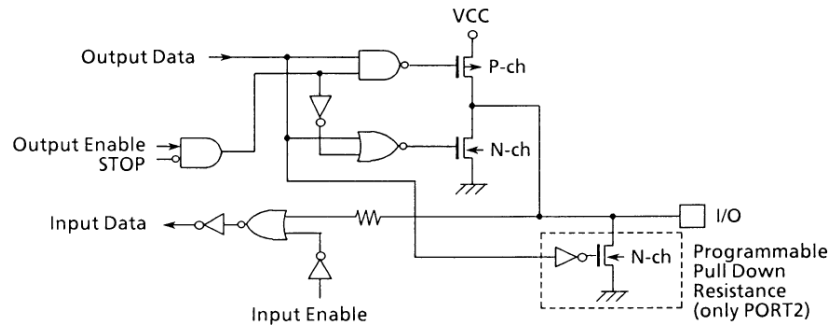 VCC
Output Data
P-ch
Output Enable
STOP
N-ch
Input Data
I/O
N-ch
Programmable
Pull Down
Resistance
(only PORT2)
Input Enable